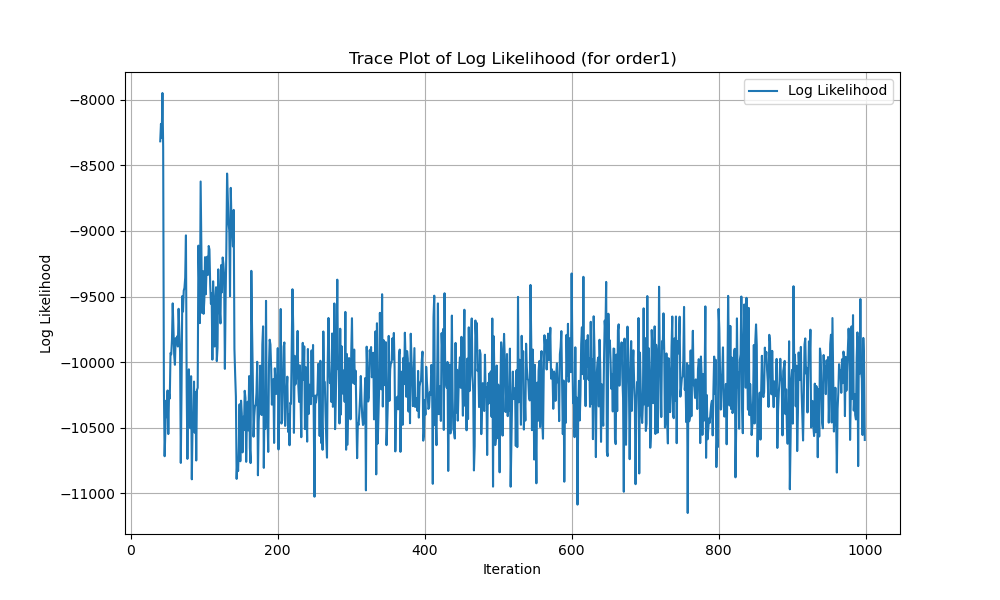 Trace Plot of Log Likelihood (for order1)
Log Likelihood
−8000
−8500
−9000
−9500
−10000
−10500
−11000
Log Likelihood
0 200 400 600 800 1000
Iteration